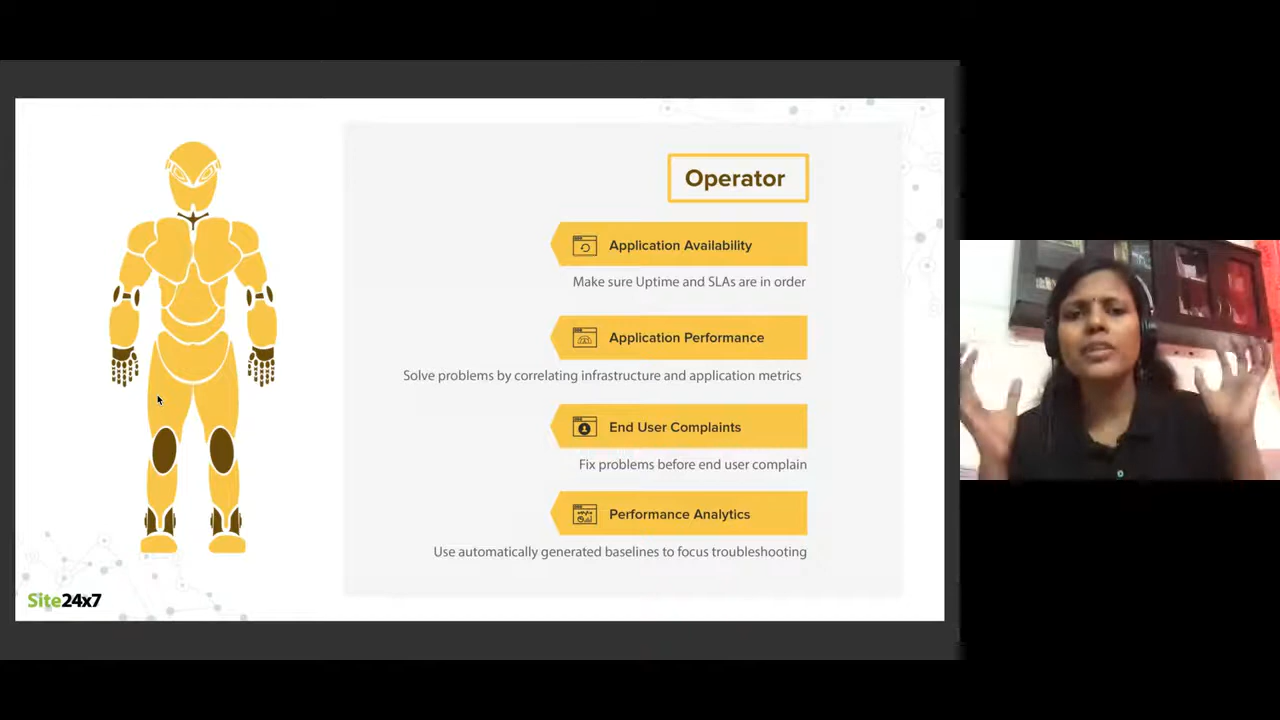 Operator
Application Availability
Make sure Uptime and SLAs are in order
Application Performance
Solve problems by correlating infrastructure and application metrics
End User Complaints
Fix problems before end user complain
Performance Analytics
Use automatically generated baselines to focus troubleshooting
Site24x7